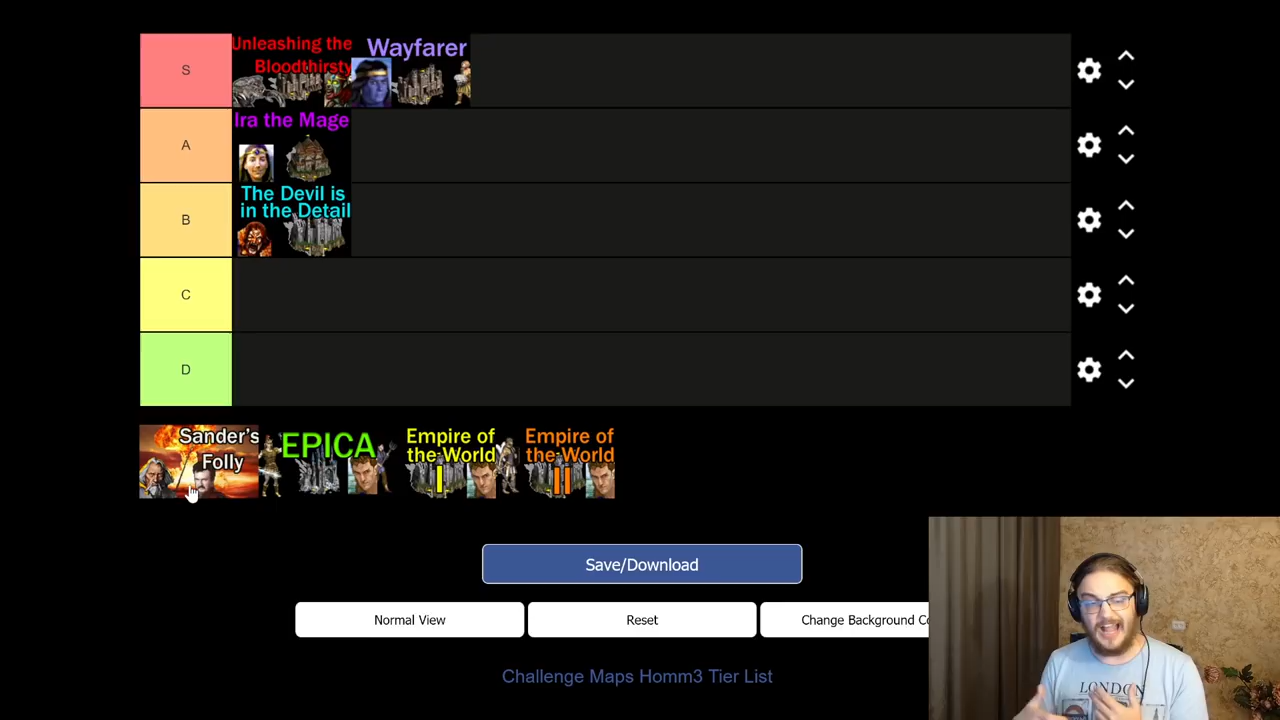 S
Unleashing the
Bloodthirsty
Wayfarer
A
Ira the Mage
B
The Devil is
in the Detail
C
D
Sander's
Folly
EPICA
Empire of
the World
I
Empire of
the World
II
Save/Download
Normal View
Reset
Change Background Co
Challenge Maps Homm3 Tier List
LONDON